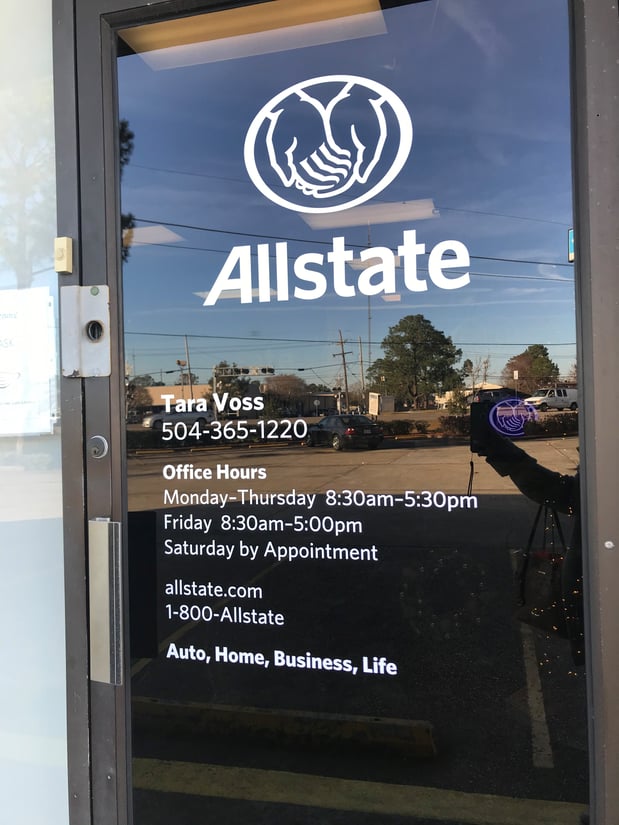 Allstate
Tara Voss
504-365-1220
Office Hours
Monday–Thursday 8:30am–5:30pm
Friday 8:30am–5:00pm
Saturday by Appointment
allstate.com
1-800-Allstate
Auto, Home, Business, Life